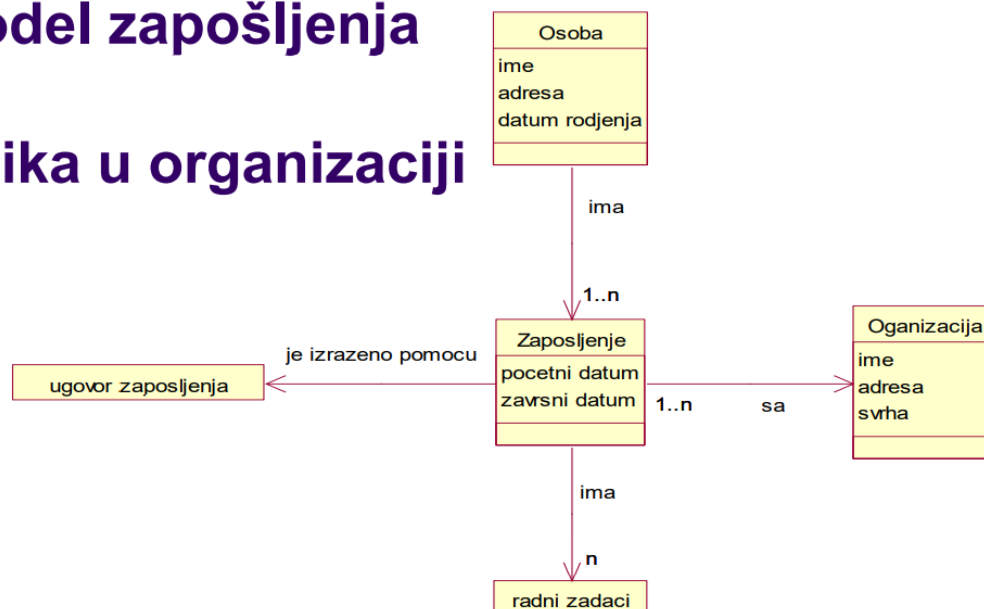 odel zapošljenja
ika u organizaciji
Osoba
ime
adresa
datum rodjenja
ima
1..n
Zaposljenje
pocetni datum
zavrsni datum
je izrazeno pomocu
ugovor zaposljenja
1..n
sa
Oganizacija
ime
adresa
svrha
ima
n
radni zadaci